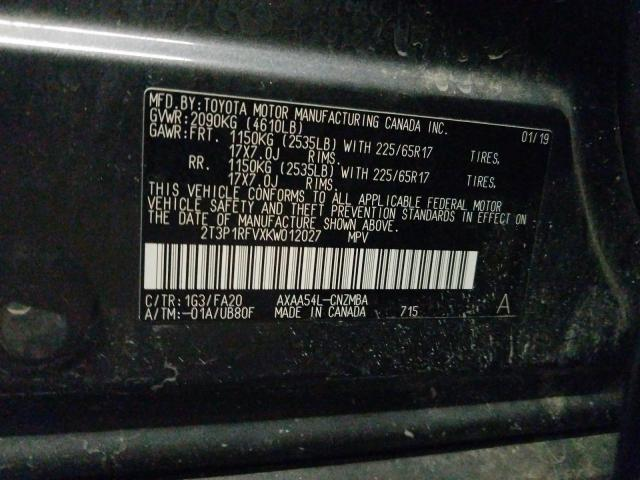 MFD.BY:TOYOTA MOTOR MANUFACTURING CANADA INC. 01/19
GVWR:2090KG (4610LB)
GAWR:FRT. 1150KG (2535LB) WITH 225/65R17 TIRES.
17X7.0J RIMS.
RR. 1150KG (2535LB) WITH 225/65R17 TIRES.
17X7.0J RIMS.
THIS VEHICLE CONFORMS TO ALL APPLICABLE FEDERAL MOTOR
VEHICLE SAFETY AND THEFT PREVENTION STANDARDS IN EFFECT ON
THE DATE OF MANUFACTURE SHOWN ABOVE.
2T3P1RFVXKW012027 MPV
C/TR:1G3/FA20 AXAA54L-CNZMBA
A/TM:-01A/UB80F MADE IN CANADA 715 A